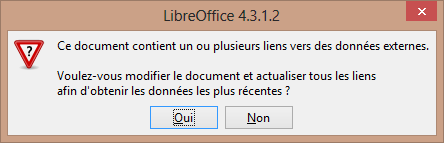 LibreOffice 4.3.1.2
Ce document contient un ou plusieurs liens vers des données externes.
Voulez-vous modifier le document et actualiser tous les liens
afin d'obtenir les données les plus récentes ?
Oui Non